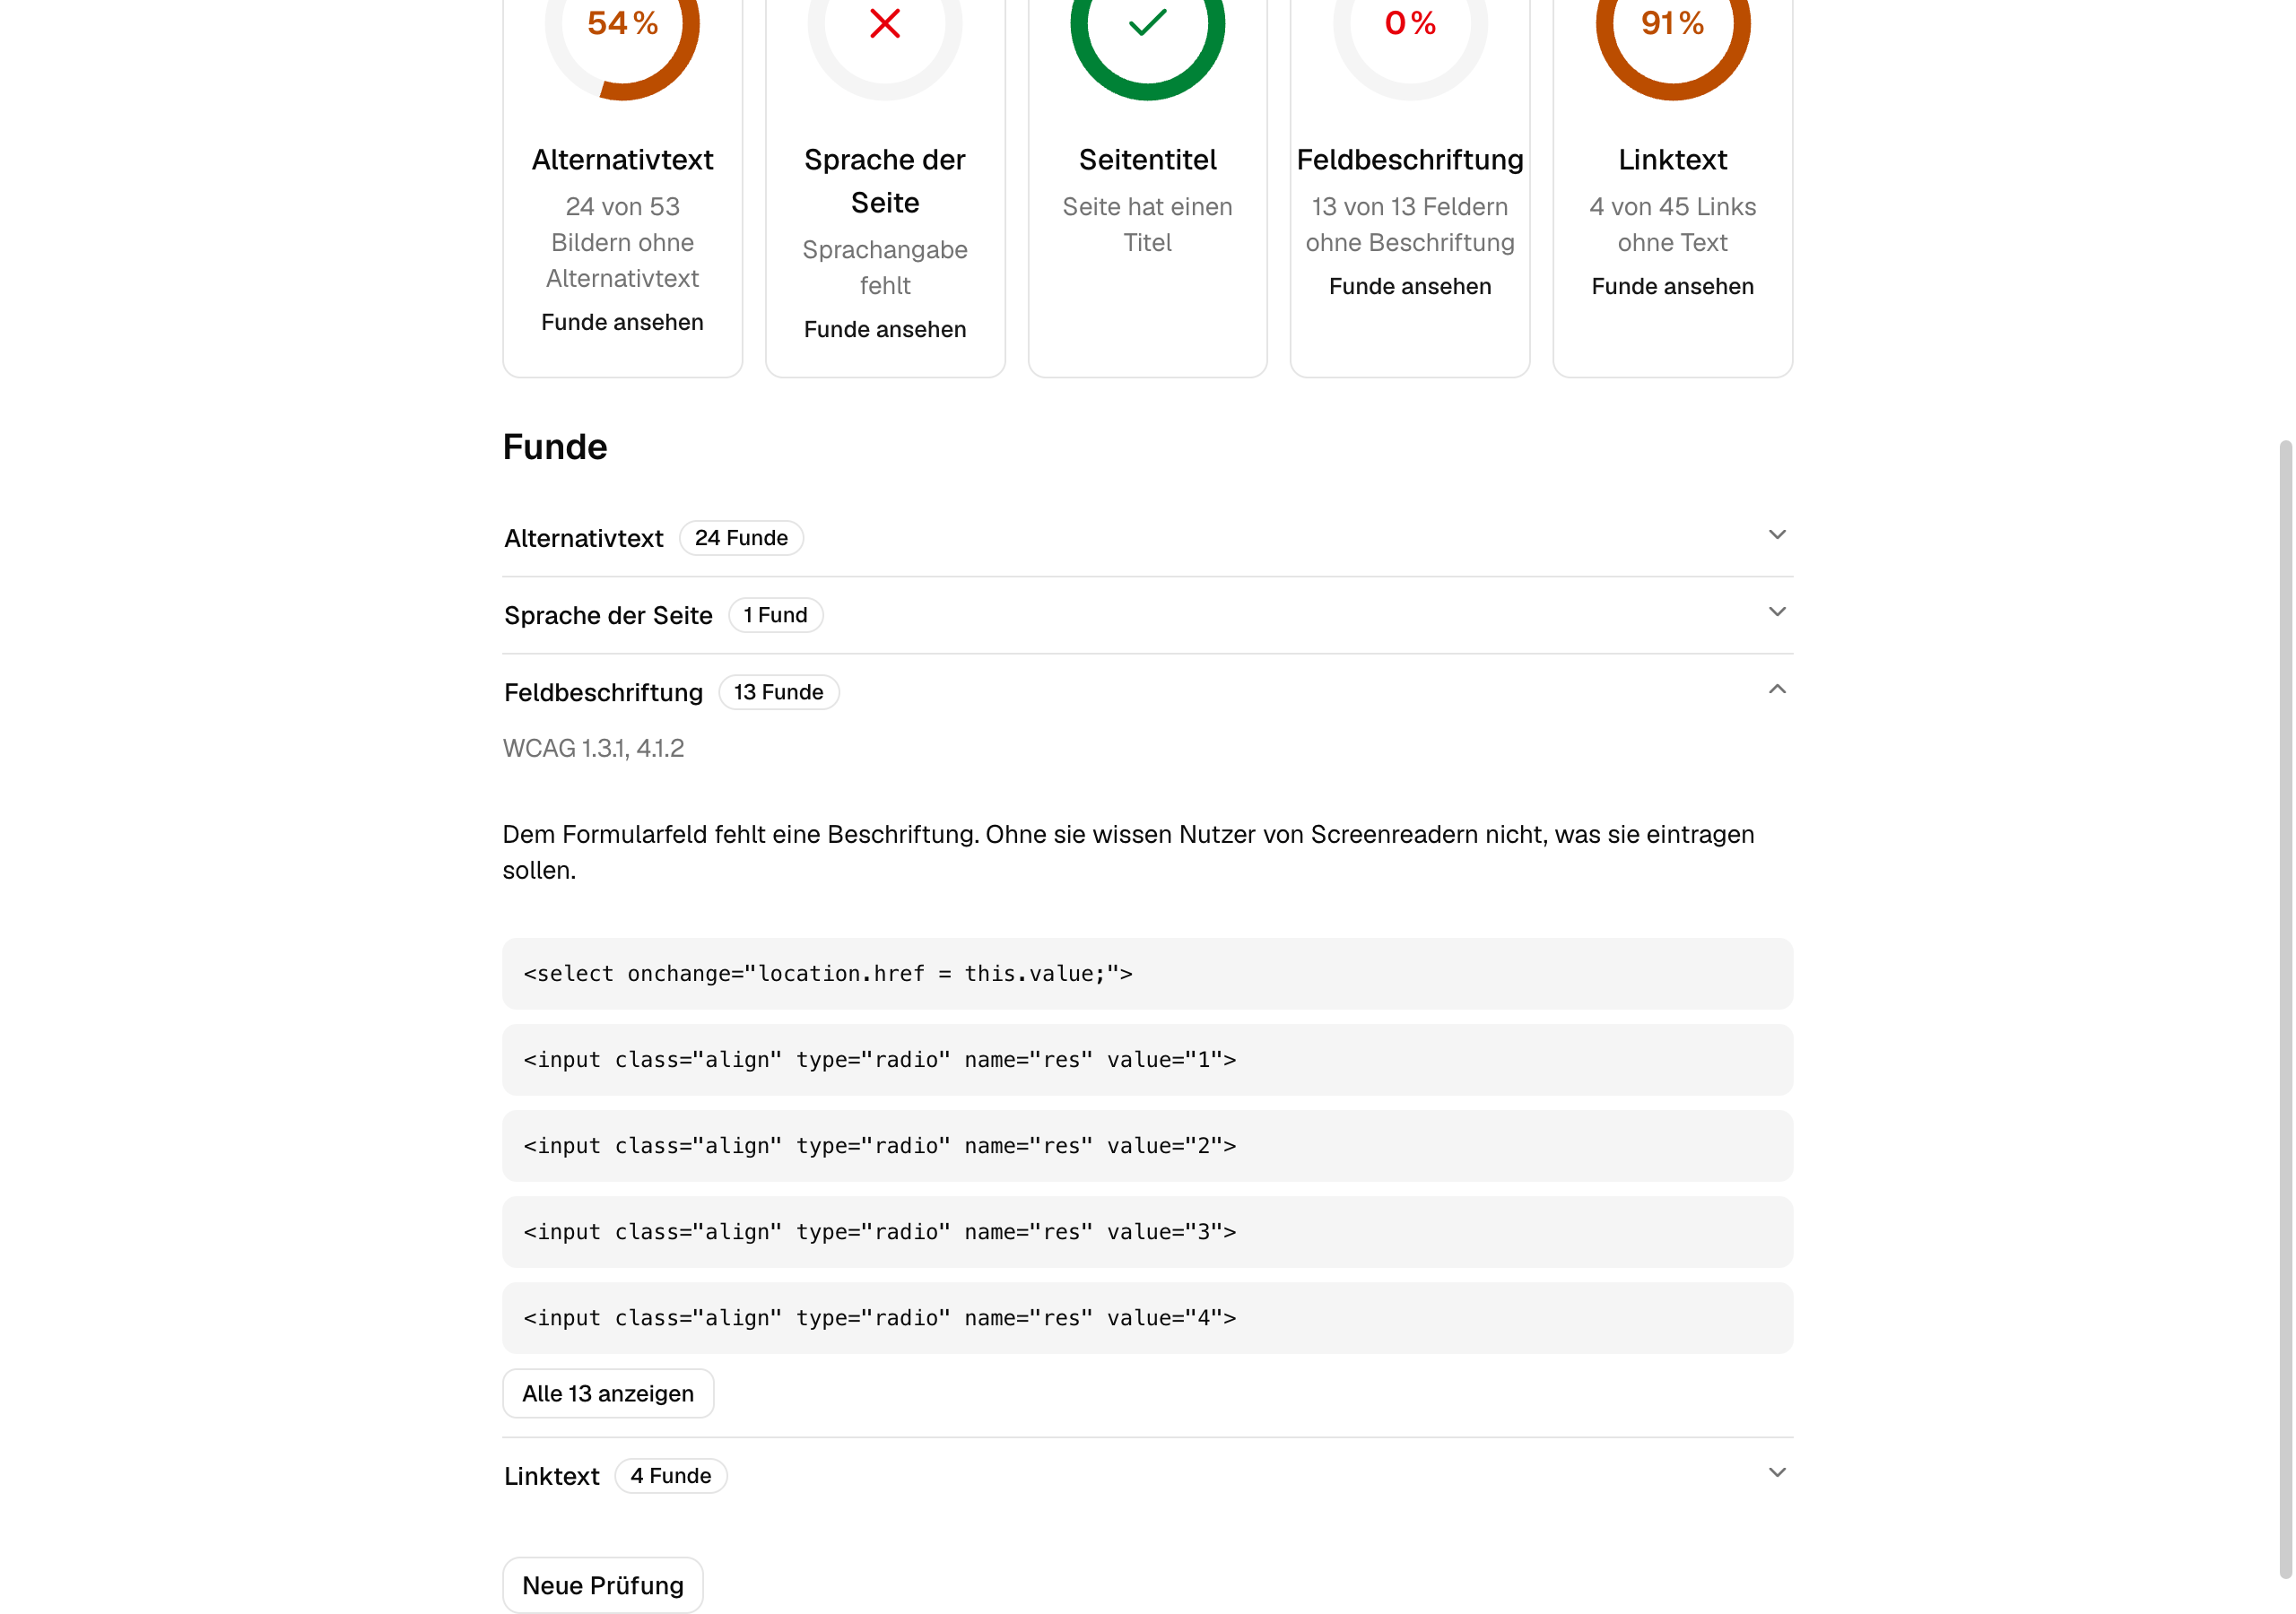 54 %
91 %
0 %
Alternativtext
24 von 53
Bildern ohne
Alternativtext
Funde ansehen
Sprache der
Seite
Sprachangabe
fehlt
Funde ansehen
Seitentitel
Seite hat einen
Titel
Feldbeschriftung
13 von 13 Feldern
ohne Beschriftung
Funde ansehen
Linktext
4 von 45 Links
ohne Text
Funde ansehen
Funde
Alternativtext 24 Funde
Sprache der Seite 1 Fund
Feldbeschriftung 13 Funde
WCAG 1.3.1, 4.1.2
Dem Formularfeld fehlt eine Beschriftung. Ohne sie wissen Nutzer von Screenreadern nicht, was sie eintragen
sollen.
<select onchange="location.href = this.value;">
<input class="align" type="radio" name="res" value="1">
<input class="align" type="radio" name="res" value="2">
<input class="align" type="radio" name="res" value="3">
<input class="align" type="radio" name="res" value="4">
Alle 13 anzeigen
Linktext 4 Funde
Neue Prüfung